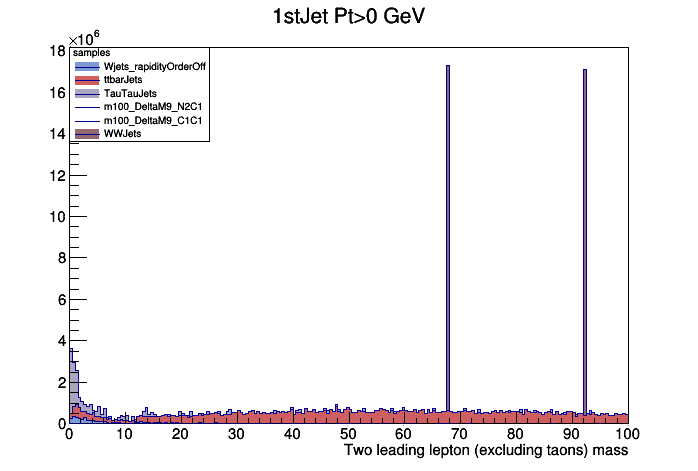 1stJet Pt>0 GeV
×10⁶
samples
Wjets_rapidityOrderOff
ttbarJets
TauTauJets
m100_DeltaM9_N2C1
m100_DeltaM9_C1C1
WWJets
18
16
14
12
10
8
6
4
2
0
0 10 20 30 40 50 60 70 80 90 100
Two leading lepton (excluding taons) mass